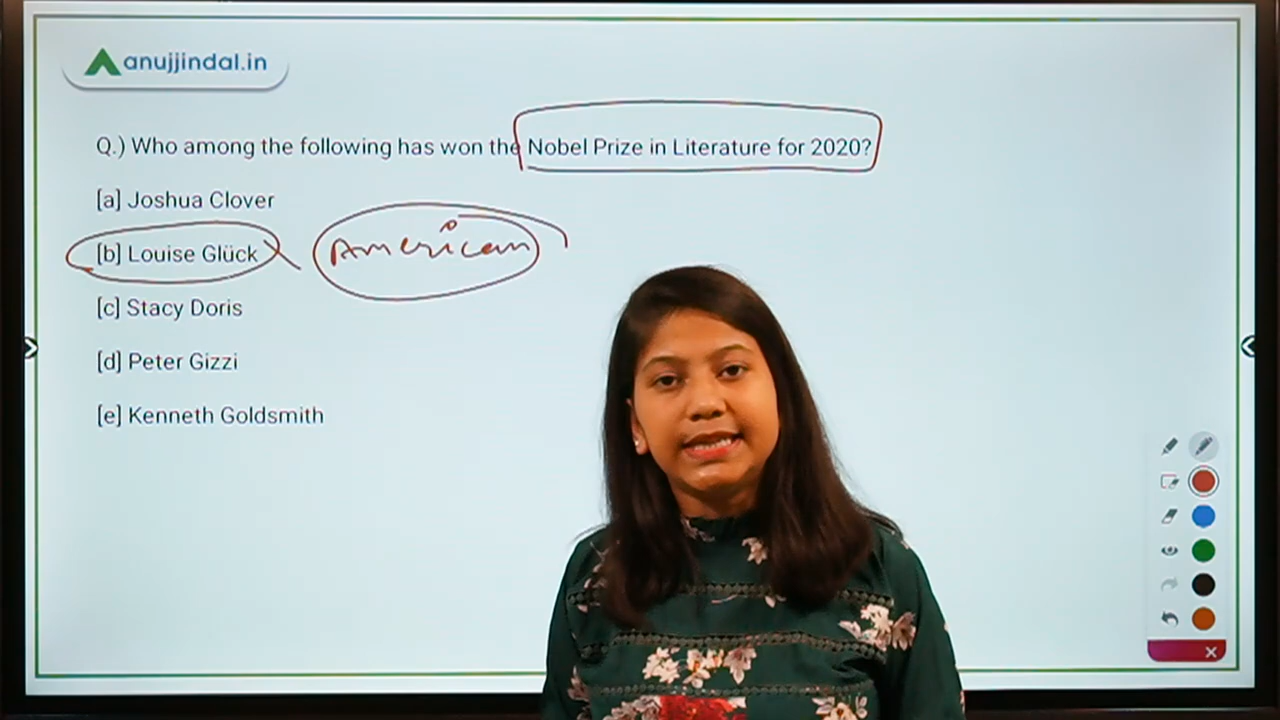 anujjindal.in
Q.) Who among the following has won the Nobel Prize in Literature for 2020?
[a] Joshua Clover
[b] Louise Glück American
[c] Stacy Doris
[d] Peter Gizzi
[e] Kenneth Goldsmith